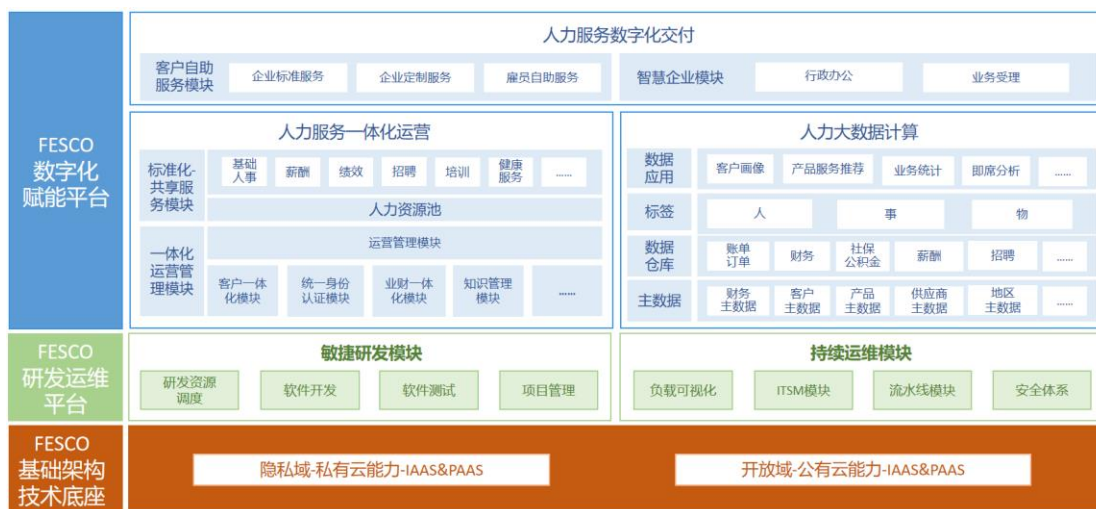 FESCO
数字化
赋能平台
人力服务数字化交付
客户自助
服务模块
企业标准服务
企业定制服务
雇员自助服务
智慧企业模块
行政办公
业务受理
人力服务一体化运营
标准化-
共享服
务模块
基础
人事
薪酬
绩效
招聘
培训
健康
服务
......
人力资源池
一体化
运营管
理模块
运营管理模块
客户一体
化模块
统一身份
认证模块
业财一体
化模块
知识管理
模块
......
人力大数据计算
数据
应用
客户画像
产品服务推荐
业务统计
即席分析
......
标签
人
事
物
数据
仓库
账单
订单
财务
社保
公积金
薪酬
招聘
......
主数据
财务
主数据
客户
主数据
产品
主数据
供应商
主数据
地区
主数据
......
FESCO
研发运维
平台
敏捷研发模块
研发资源
调度
软件开发
软件测试
项目管理
持续运维模块
负载可视化
ITSM模块
流水线模块
安全体系
FESCO
基础架构
技术底座
隐私域-私有云能力-IAAS&PAAS
开放域-公有云能力-IAAS&PAAS